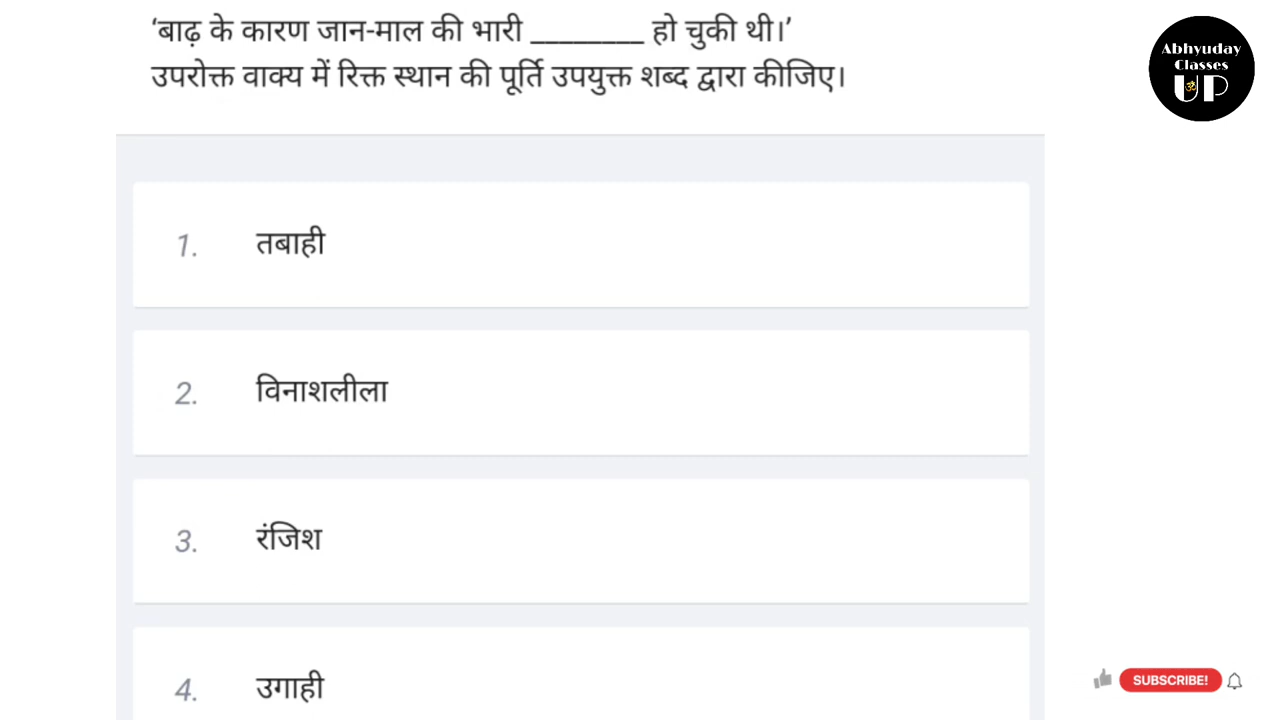 ‘बाढ़ के कारण जान-माल की भारी ________ हो चुकी थी।’
उपरोक्त वाक्य में रिक्त स्थान की पूर्ति उपयुक्त शब्द द्वारा कीजिए।
1. तबाही
2. विनाशलीला
3. रंजिश
4. उगाही
Abhyuday
Classes
UP
ॐ
SUBSCRIBE!